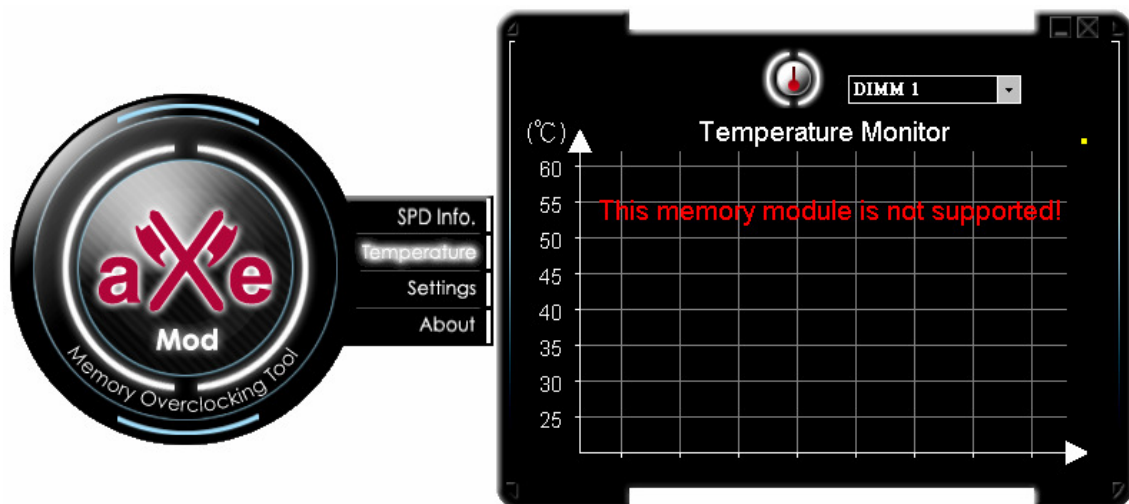 aXe
Mod
Memory Overclocking Tool
SPD Info.
Temperature
Settings
About
DIMM 1
(℃)
Temperature Monitor
This memory module is not supported!
60
55
50
45
40
35
30
25